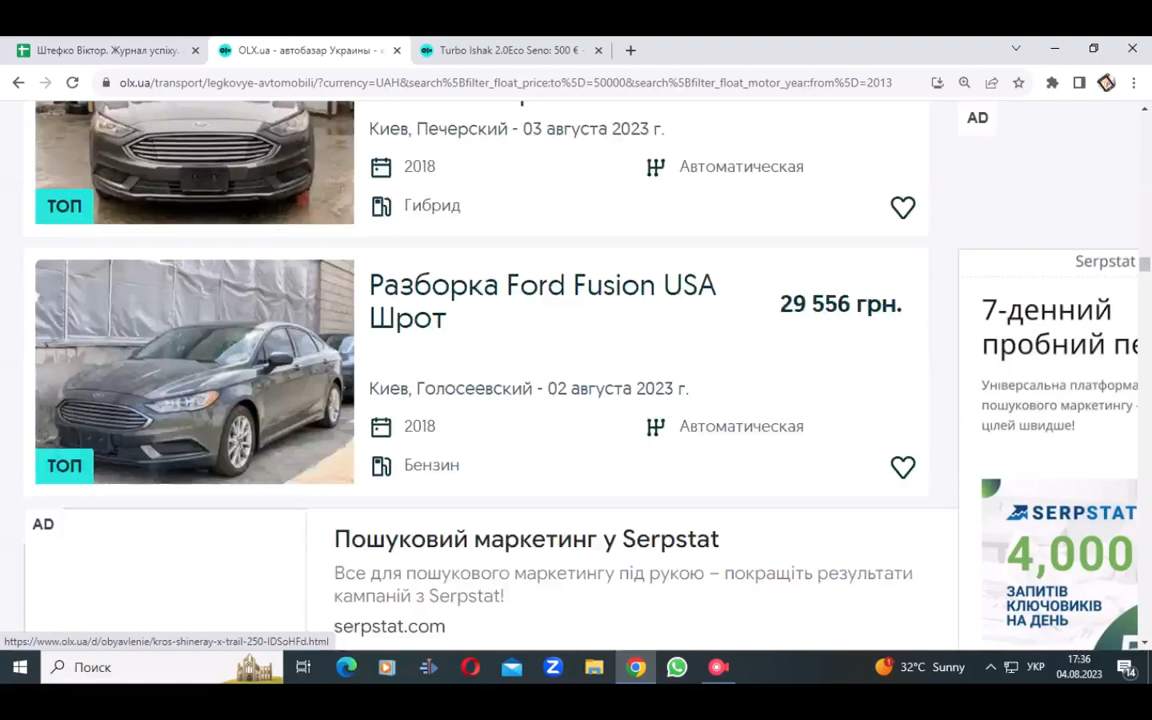 Штефко Віктор. Журнал успіху.
OLX.ua - автобазар Украины -
Turbo Ishak 2.0Eco Seno: 500 € -
olx.ua/transport/legkovye-avtomobili/?currency=UAH&search%5Bfilter_float_price:to%5D=50000&search%5Bfilter_float_motor_year:from%5D=2013
AD
Киев, Печерский - 03 августа 2023 г.
2018
Автоматическая
ТОП
Гибрид
Разборка Ford Fusion USA
Шрот
29 556 грн.
Киев, Голосеевский - 02 августа 2023 г.
2018
Автоматическая
ТОП
Бензин
Serpstat
7-денний
пробний
Універсальна платформа
пошукового маркетингу -
цілей швидше!
SERPSTAT
4,000
ЗАПИТІВ
КЛЮЧОВИКІВ
НА ДЕНЬ
AD
Пошуковий маркетинг у Serpstat
Все для пошукового маркетингу під рукою – покращіть результати
кампаній з Serpstat!
serpstat.com
https://www.olx.ua/d/obyavlenie/kros-shineray-x-trail-250-IDSoHFd.html
Поиск
32°C Sunny
УКР
17:36
04.08.2023
14